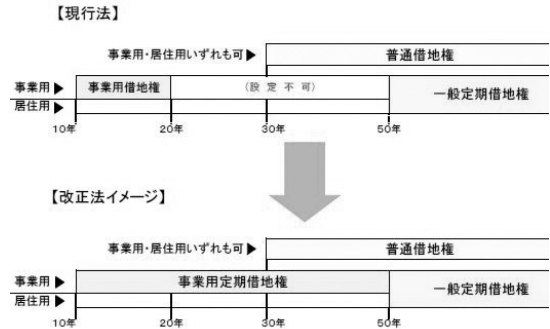 【現行法】
事業用・居住用いずれも可▶ 普通借地権
事業用▶ 事業用借地権 (設定不可) 一般定期借地権
居住用▶
10年 20年 30年 50年
【改正法イメージ】
事業用・居住用いずれも可▶ 普通借地権
事業用▶ 事業用定期借地権 一般定期借地権
居住用▶
10年 20年 30年 50年